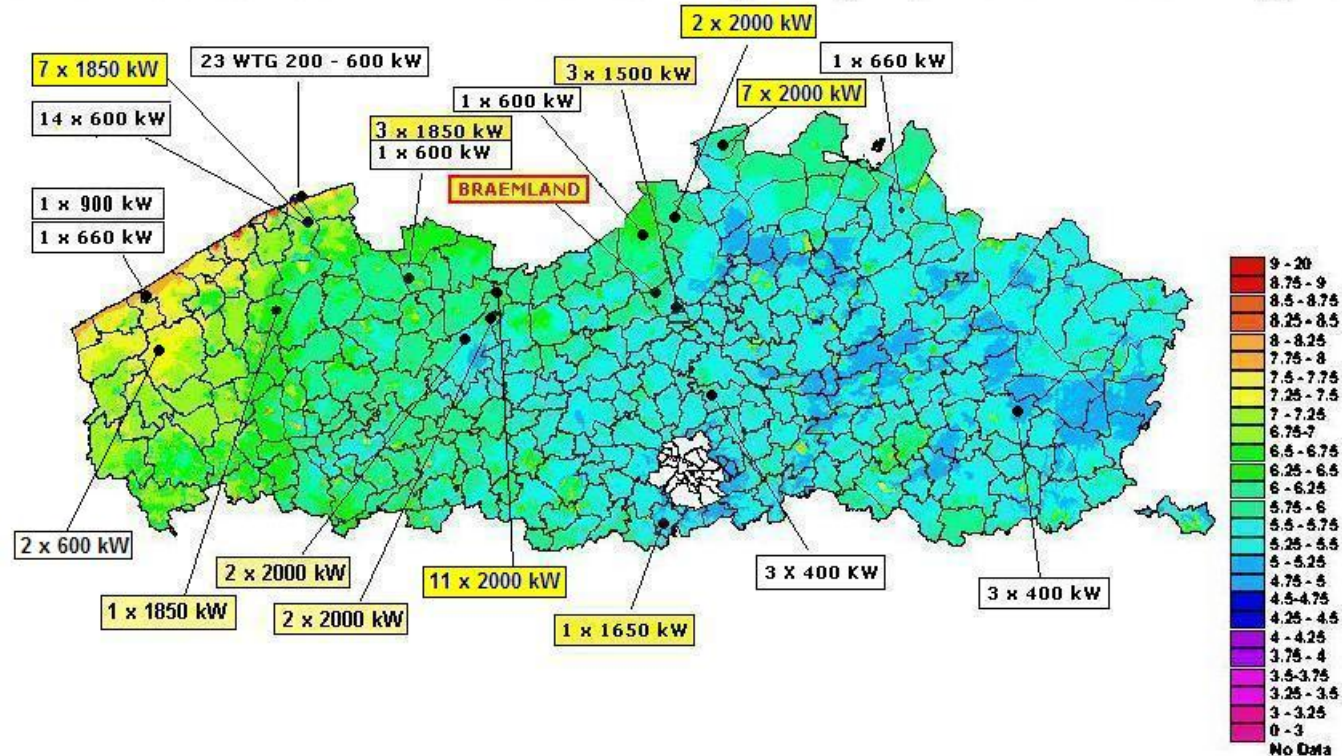 2 x 2000 kW
7 x 1850 kW
23 WTG 200 - 600 kW
1 x 660 kW
3 x 1500 kW
1 x 600 kW
7 x 2000 kW
14 x 600 kW
3 x 1850 kW
1 x 600 kW
BRAEMLAND
1 x 900 kW
1 x 660 kW
2 x 600 kW
2 x 2000 kW
11 x 2000 kW
3 X 400 KW
3 x 400 kW
1 x 1850 kW
2 x 2000 kW
1 x 1650 kW
9 - 20
8.75 - 9
8.5 - 8.75
8.25 - 8.5
8 - 8.25
7.75 - 8
7.5 - 7.75
7.25 - 7.5
7 - 7.25
6.75-7
6.5 - 6.75
6.25 - 6.5
6 - 6.25
5.75 - 6
5.5 - 5.75
5.25 - 5.5
5 - 5.25
4.75 - 5
4.5-4.75
4.25 - 4.5
4 - 4.25
3.75 - 4
3.5-3.75
3.25 - 3.5
3 - 3.25
0 - 3
No Data